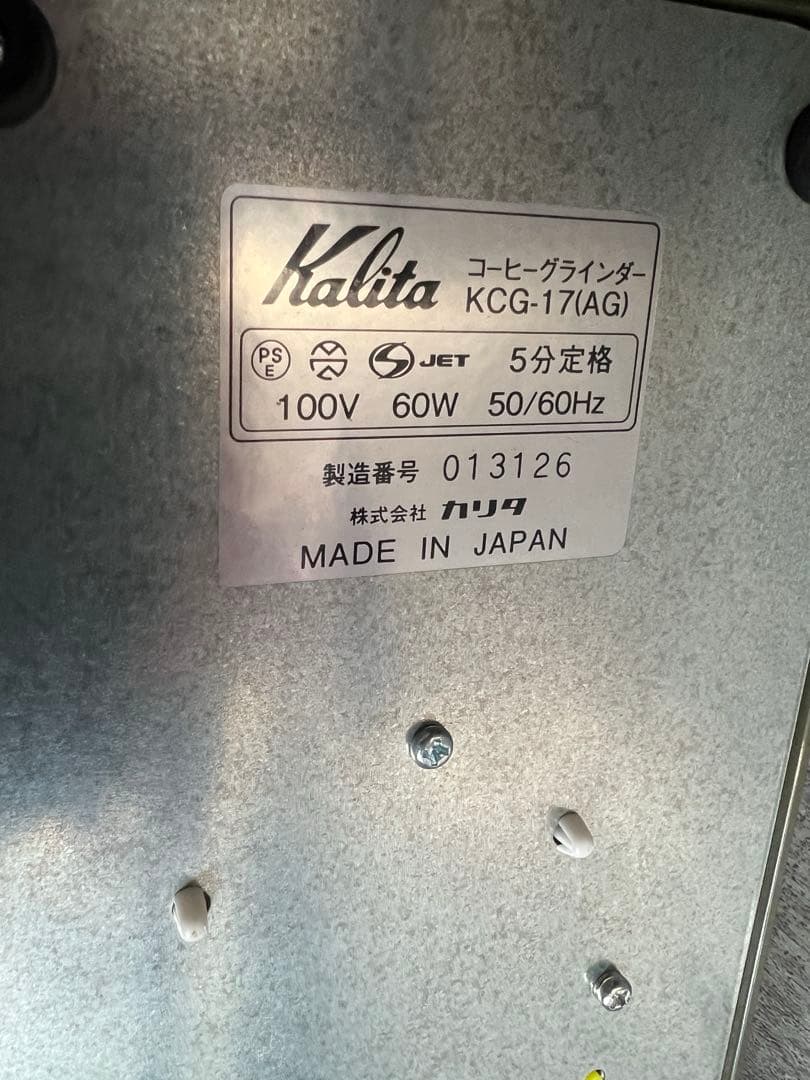 Kalita コーヒーグラインダー
KCG-17(AG)
PS E JET 5分定格
100V 60W 50/60Hz
製造番号 013126
株式会社 カリタ
MADE IN JAPAN